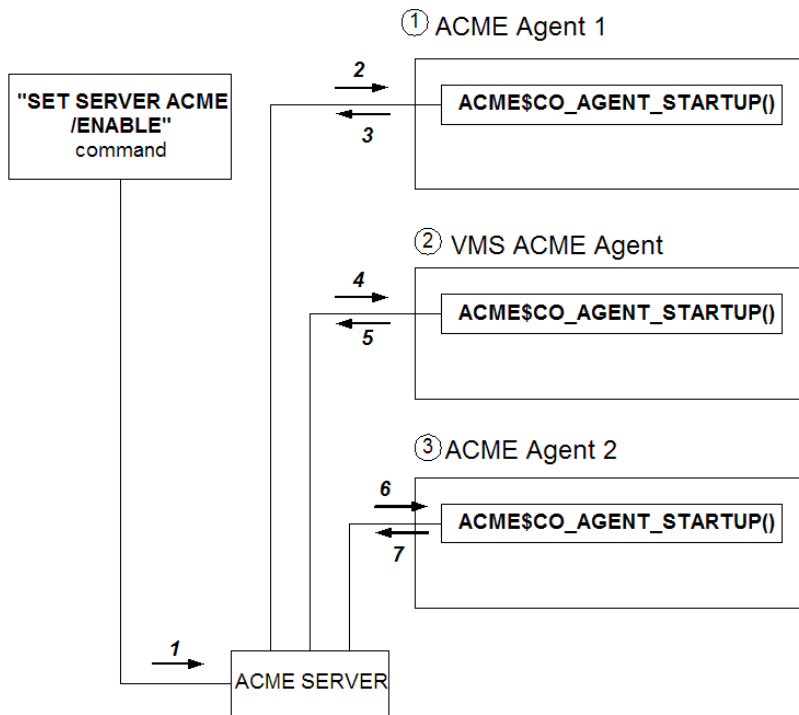 ① ACME Agent 1
"SET SERVER ACME
/ENABLE"
command
2
ACME$CO_AGENT_STARTUP()
3
② VMS ACME Agent
4
ACME$CO_AGENT_STARTUP()
5
③ ACME Agent 2
6
ACME$CO_AGENT_STARTUP()
7
1
ACME SERVER